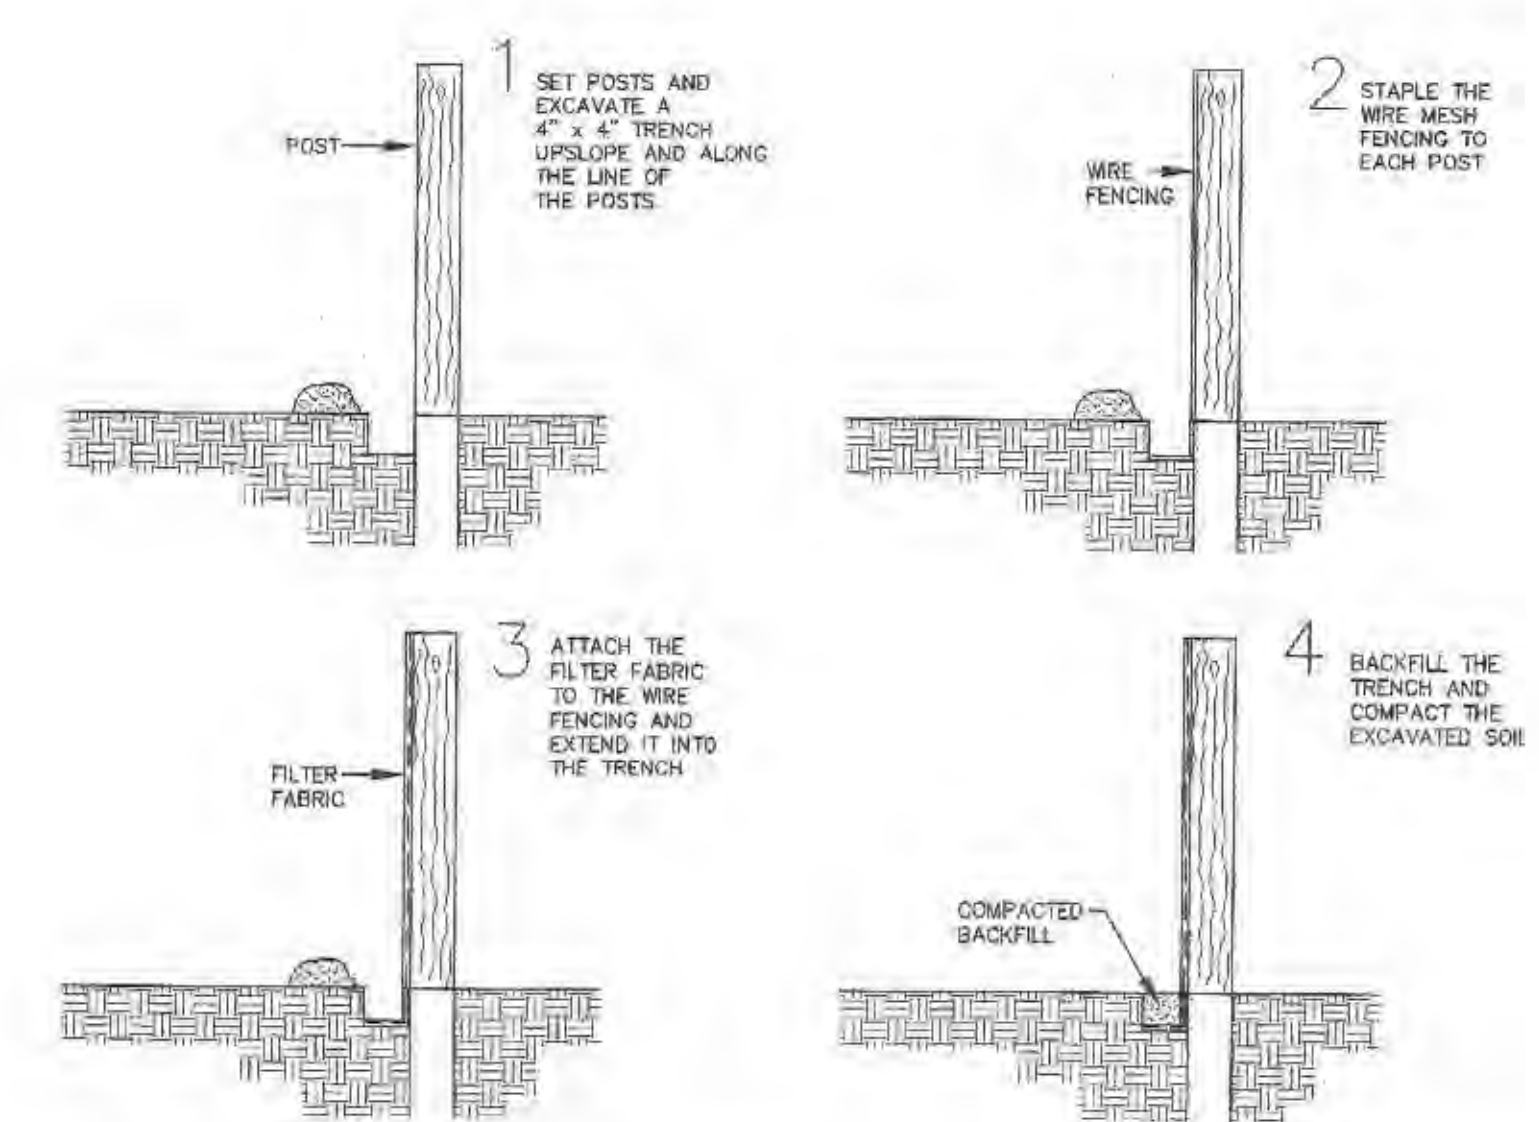 1
SET POSTS AND
EXCAVATE A
4" x 4" TRENCH
UPSLOPE AND ALONG
THE LINE OF
THE POSTS
POST
2
STAPLE THE
WIRE MESH
FENCING TO
EACH POST
WIRE
FENCING
3
ATTACH THE
FILTER FABRIC
TO THE WIRE
FENCING AND
EXTEND IT INTO
THE TRENCH
FILTER
FABRIC
4
BACKFILL THE
TRENCH AND
COMPACT THE
EXCAVATED SOIL
COMPACTED
BACKFILL